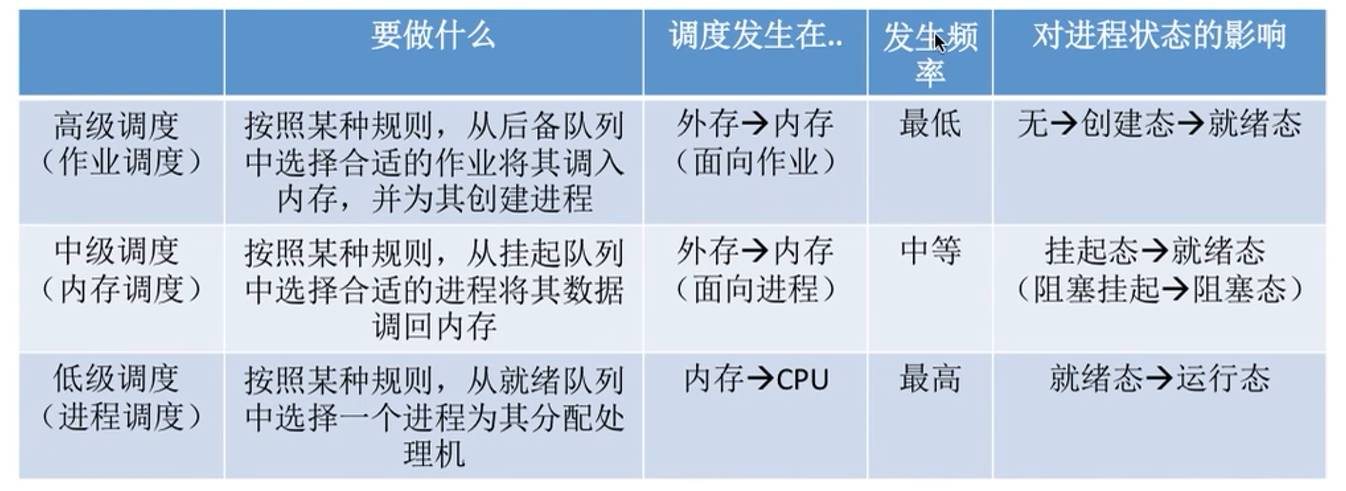 要做什么
调度发生在..
发生频
率
对进程状态的影响
高级调度
（作业调度）
按照某种规则，从后备队列
中选择合适的作业将其调入
内存，并为其创建进程
外存→内存
（面向作业）
最低
无→创建态→就绪态
中级调度
（内存调度）
按照某种规则，从挂起队列
中选择合适的进程将其数据
调回内存
外存→内存
（面向进程）
中等
挂起态→就绪态
（阻塞挂起→阻塞态）
低级调度
（进程调度）
按照某种规则，从就绪队列
中选择一个进程为其分配处
理机
内存→CPU
最高
就绪态→运行态